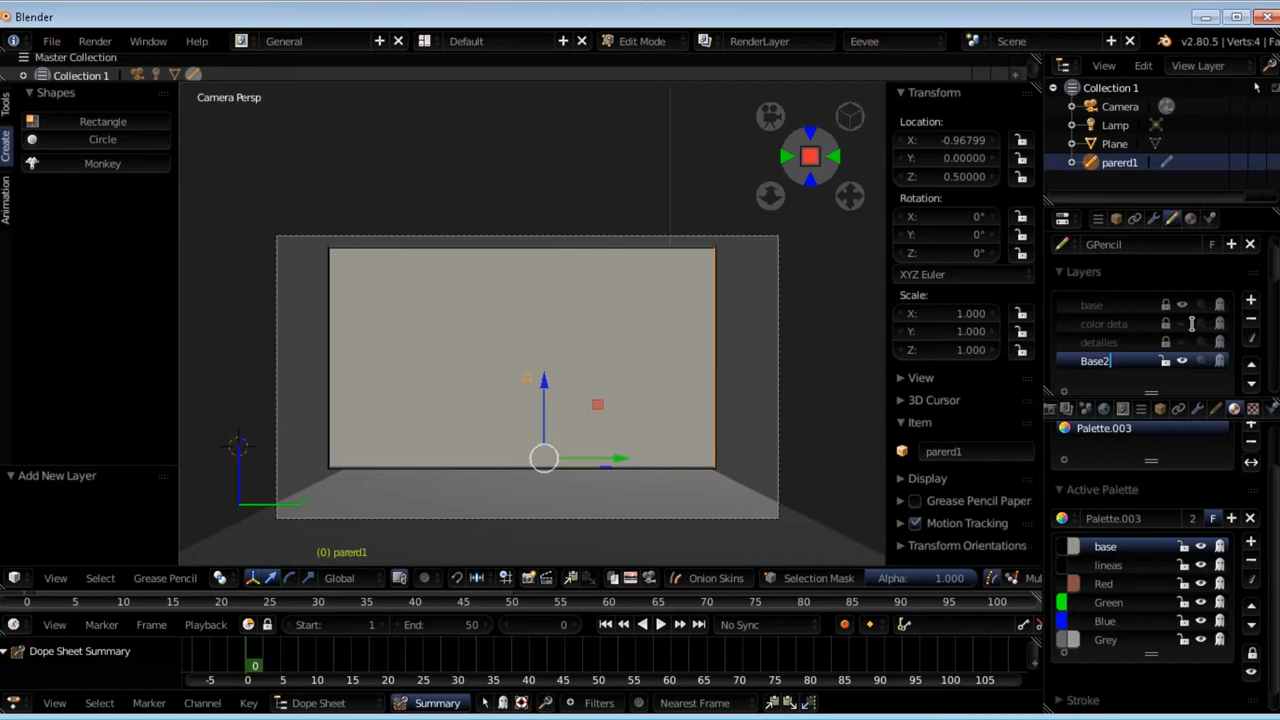 Blender
File Render Window Help General Default Edit Mode RenderLayer Eevee Scene v2.80.5 | Verts:4 | Fa
Master Collection
Collection 1
View Edit View Layer
Tools
Create
Animation
Shapes
Rectangle
Circle
Monkey
Add New Layer
Camera Persp
(0) parerd1
Transform
Location:
X: -0.96799
Y: 0.00000
Z: 0.50000
Rotation:
X: 0°
Y: 0°
Z: 0°
XYZ Euler
Scale:
X: 1.000
Y: 1.000
Z: 1.000
View
3D Cursor
Item
parerd1
Display
Grease Pencil Paper
Motion Tracking
Transform Orientations
Collection 1
Camera
Lamp
Plane
parerd1
GPencil F
Layers
base
color deta
detalles
Base2
Palette.003
Active Palette
Palette.003 2 F
base
lineas
Red
Green
Blue
Grey
Stroke
View Select Grease Pencil Global Onion Skins Selection Mask Alpha: 1.000 Mul
0 5 10 15 20 25 30 35 40 45 50 55 60 65 70 75 80 85 90 95 100
View Marker Frame Playback Start: 1 End: 50 0 No Sync
Dope Sheet Summary
0
-5 0 5 10 15 20 25 30 35 40 45 50 55 60 65 70 75 80 85 90 95 100 105
View Select Marker Channel Key Dope Sheet Summary Filters Nearest Frame